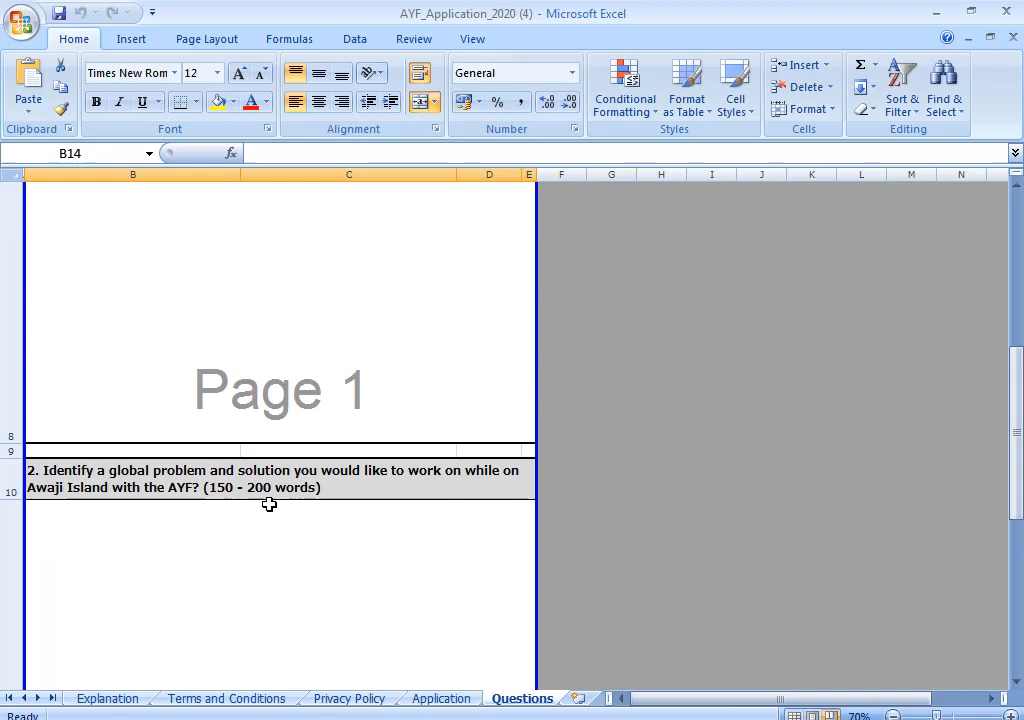 AYF_Application_2020 (4) - Microsoft Excel
Home Insert Page Layout Formulas Data Review View
Times New Rom 12 A A General Insert Σ
Paste Conditional Format Cell Delete Sort & Find &
B I U A % , .0 .00 .00 .0 Formatting as Table Styles Format Filter Select
Clipboard Font Alignment Number Styles Cells Editing
B14 fx
B C D E F G H I J K L M N
Page 1
8
9
2. Identify a global problem and solution you would like to work on while on
10 Awaji Island with the AYF? (150 - 200 words)
Explanation Terms and Conditions Privacy Policy Application Questions
Ready 70%